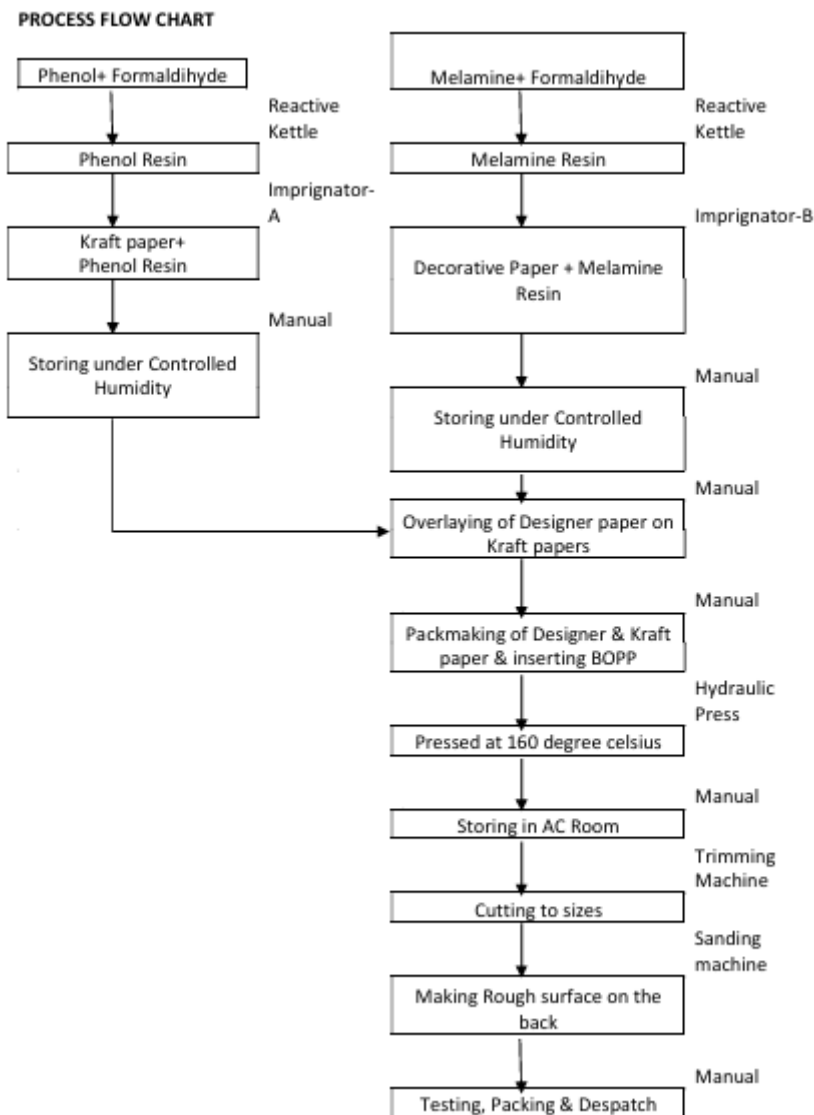 PROCESS FLOW CHART
Phenol+ Formaldihyde
Reactive
Kettle
Phenol Resin
Imprignator-
A
Kraft paper+
Phenol Resin
Manual
Storing under Controlled
Humidity
Melamine+ Formaldihyde
Reactive
Kettle
Melamine Resin
Imprignator-B
Decorative Paper + Melamine
Resin
Manual
Storing under Controlled
Humidity
Manual
Overlaying of Designer paper on
Kraft papers
Manual
Packmaking of Designer & Kraft
paper & inserting BOPP
Hydraulic
Press
Pressed at 160 degree celsius
Manual
Storing in AC Room
Trimming
Machine
Cutting to sizes
Sanding
machine
Making Rough surface on the
back
Manual
Testing, Packing & Despatch